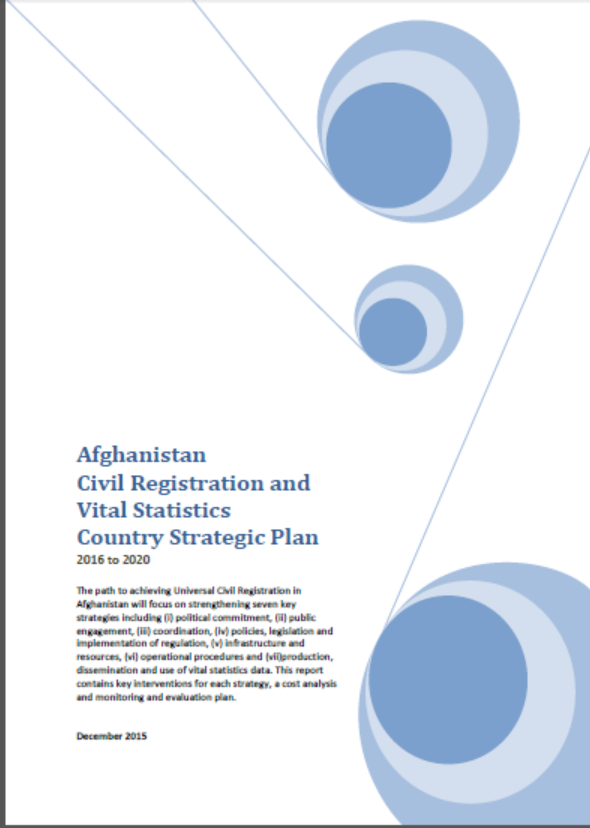 Afghanistan
Civil Registration and
Vital Statistics
Country Strategic Plan
2016 to 2020
The path to achieving Universal Civil Registration in
Afghanistan will focus on strengthening seven key
strategies including (i) political commitment, (ii) public
engagement, (iii) coordination, (iv) policies, legislation and
implementation of regulation, (v) infrastructure and
resources, (vi) operational procedures and (vii)production,
dissemination and use of vital statistics data. This report
contains key interventions for each strategy, a cost analysis
and monitoring and evaluation plan.
December 2015